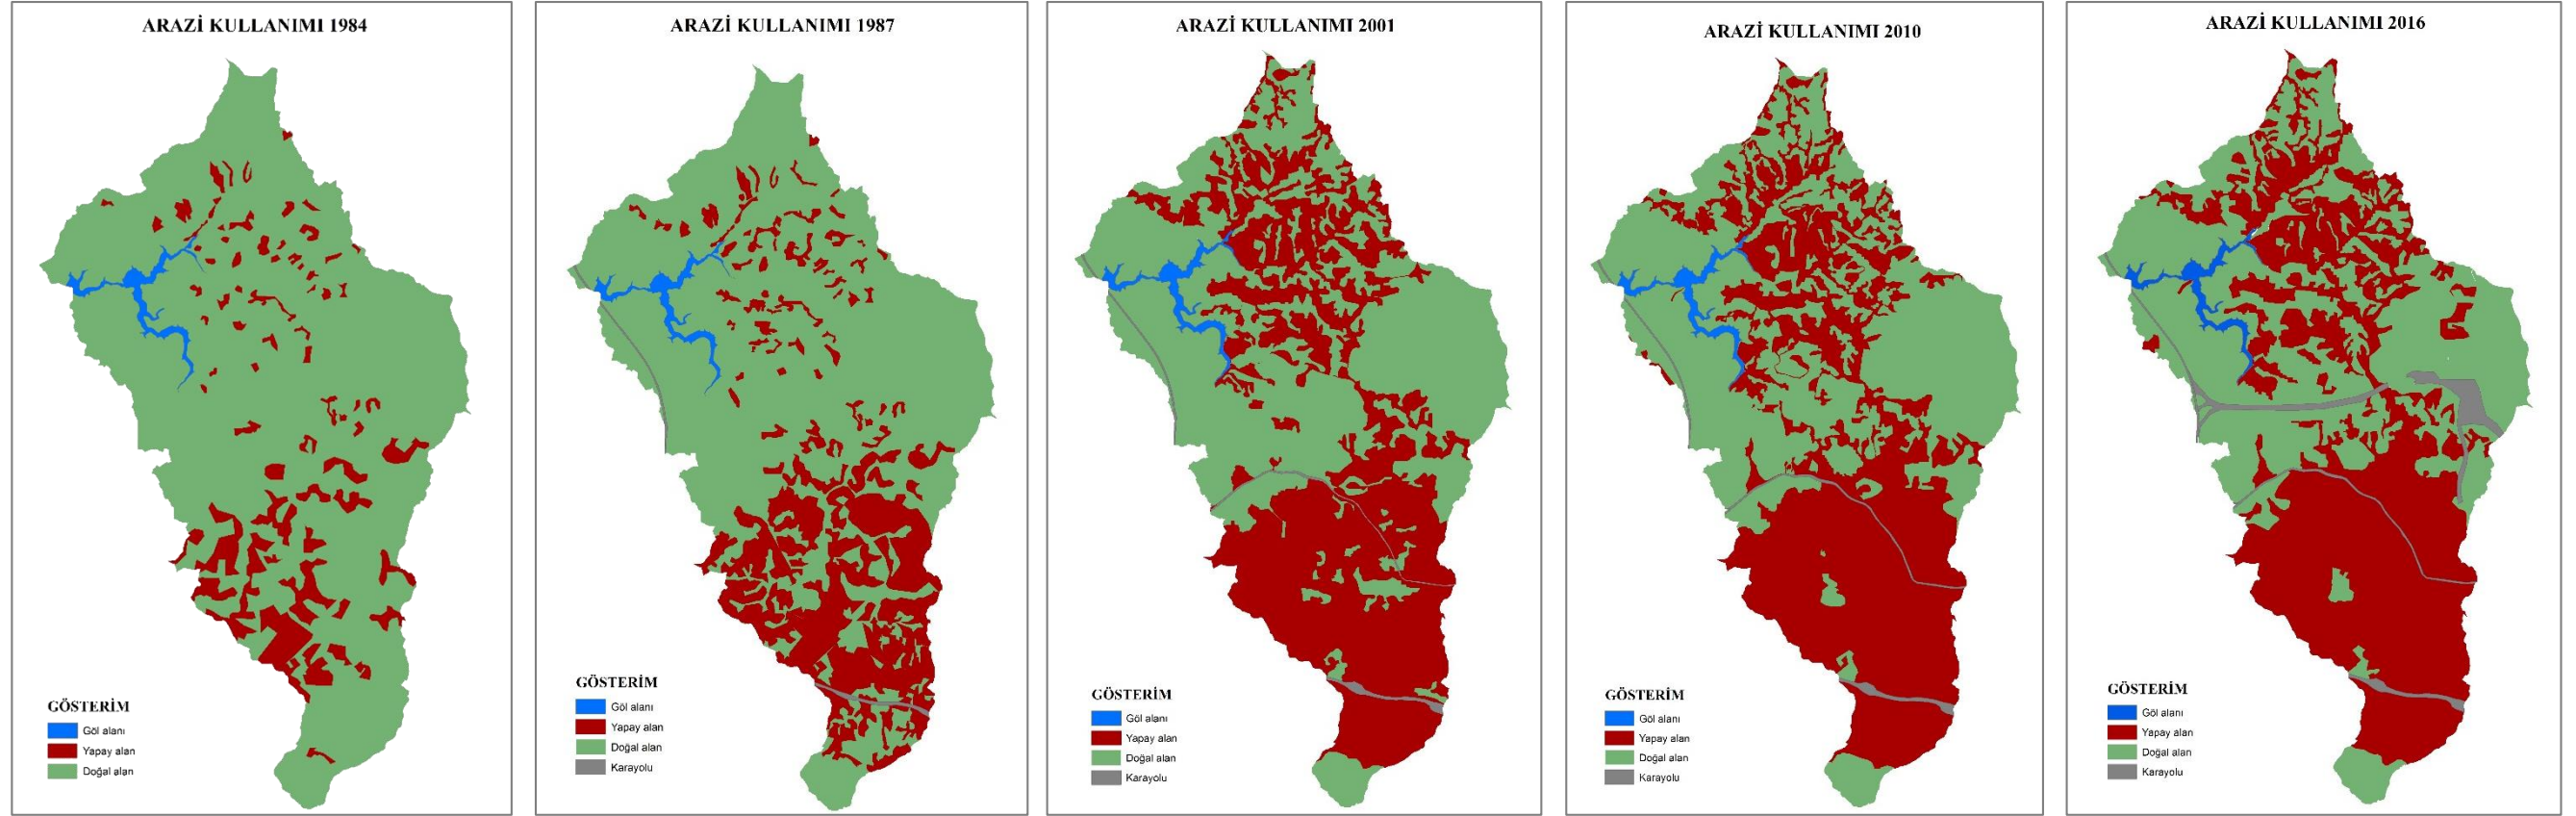 ARAZİ KULLANIMI 1984
GÖSTERİM
Göl alanı
Yapay alan
Doğal alan
ARAZİ KULLANIMI 1987
GÖSTERİM
Göl alanı
Yapay alan
Doğal alan
Karayolu
ARAZİ KULLANIMI 2001
GÖSTERİM
Göl alanı
Yapay alan
Doğal alan
Karayolu
ARAZİ KULLANIMI 2010
GÖSTERİM
Göl alanı
Yapay alan
Doğal alan
Karayolu
ARAZİ KULLANIMI 2016
GÖSTERİM
Göl alanı
Yapay alan
Doğal alan
Karayolu